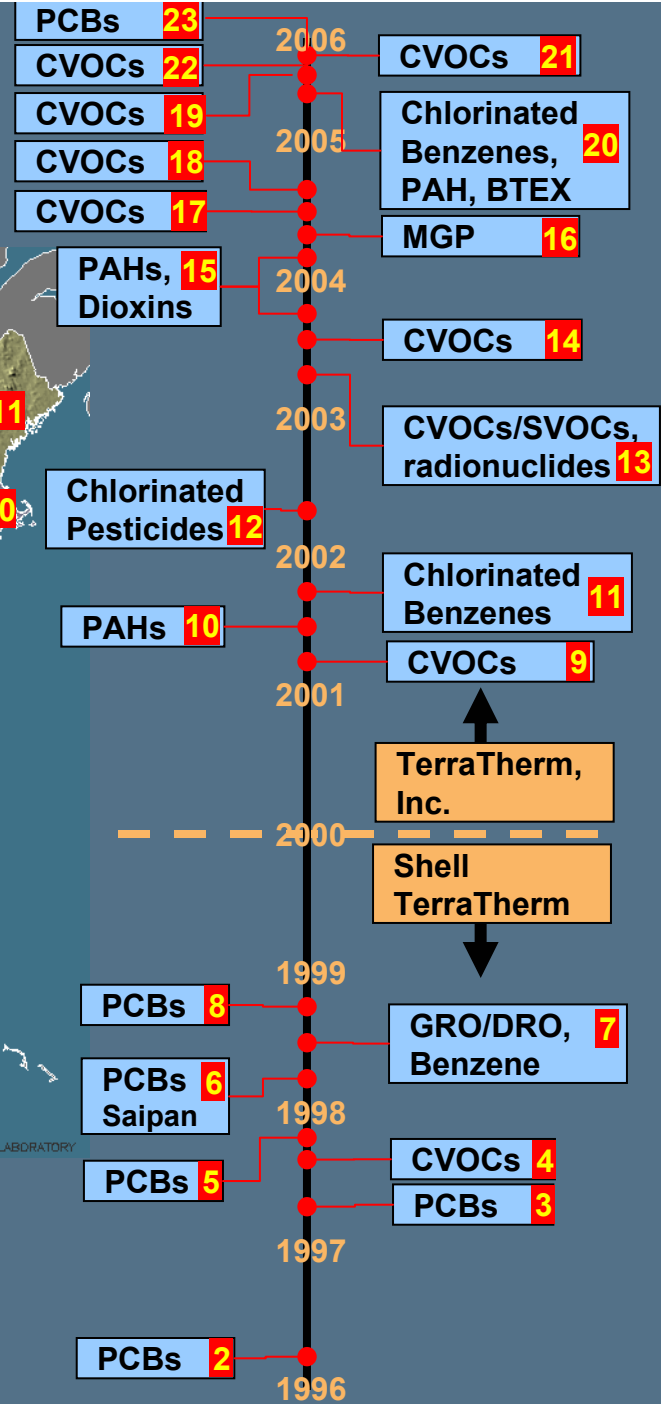 PCBs 23
2006
CVOCs 21
CVOCs 22
CVOCs 19
Chlorinated
Benzenes, 20
PAH, BTEX
2005
CVOCs 18
CVOCs 17
MGP 16
PAHs, 15
Dioxins
2004
CVOCs 14
11
2003
CVOCs/SVOCs,
radionuclides 13
Chlorinated
Pesticides 12
0
2002
Chlorinated
Benzenes 11
PAHs 10
CVOCs 9
2001
TerraTherm,
Inc.
2000
Shell
TerraTherm
1999
PCBs 8
GRO/DRO, 7
Benzene
PCBs 6
Saipan
1998
ABORATORY
CVOCs 4
PCBs 5
PCBs 3
1997
PCBs 2
1996